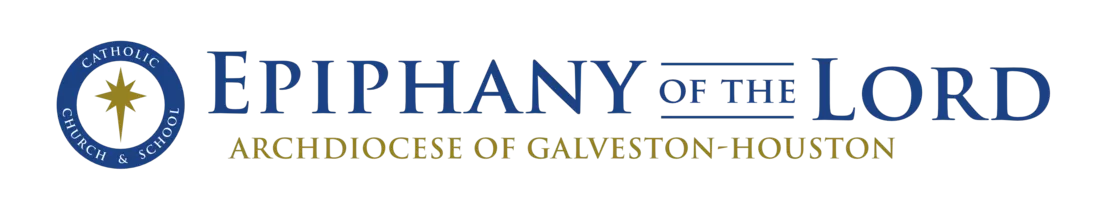 CATHOLIC
CHURCH & SCHOOL
EPIPHANY OF THE LORD
ARCHDIOCESE OF GALVESTON-HOUSTON